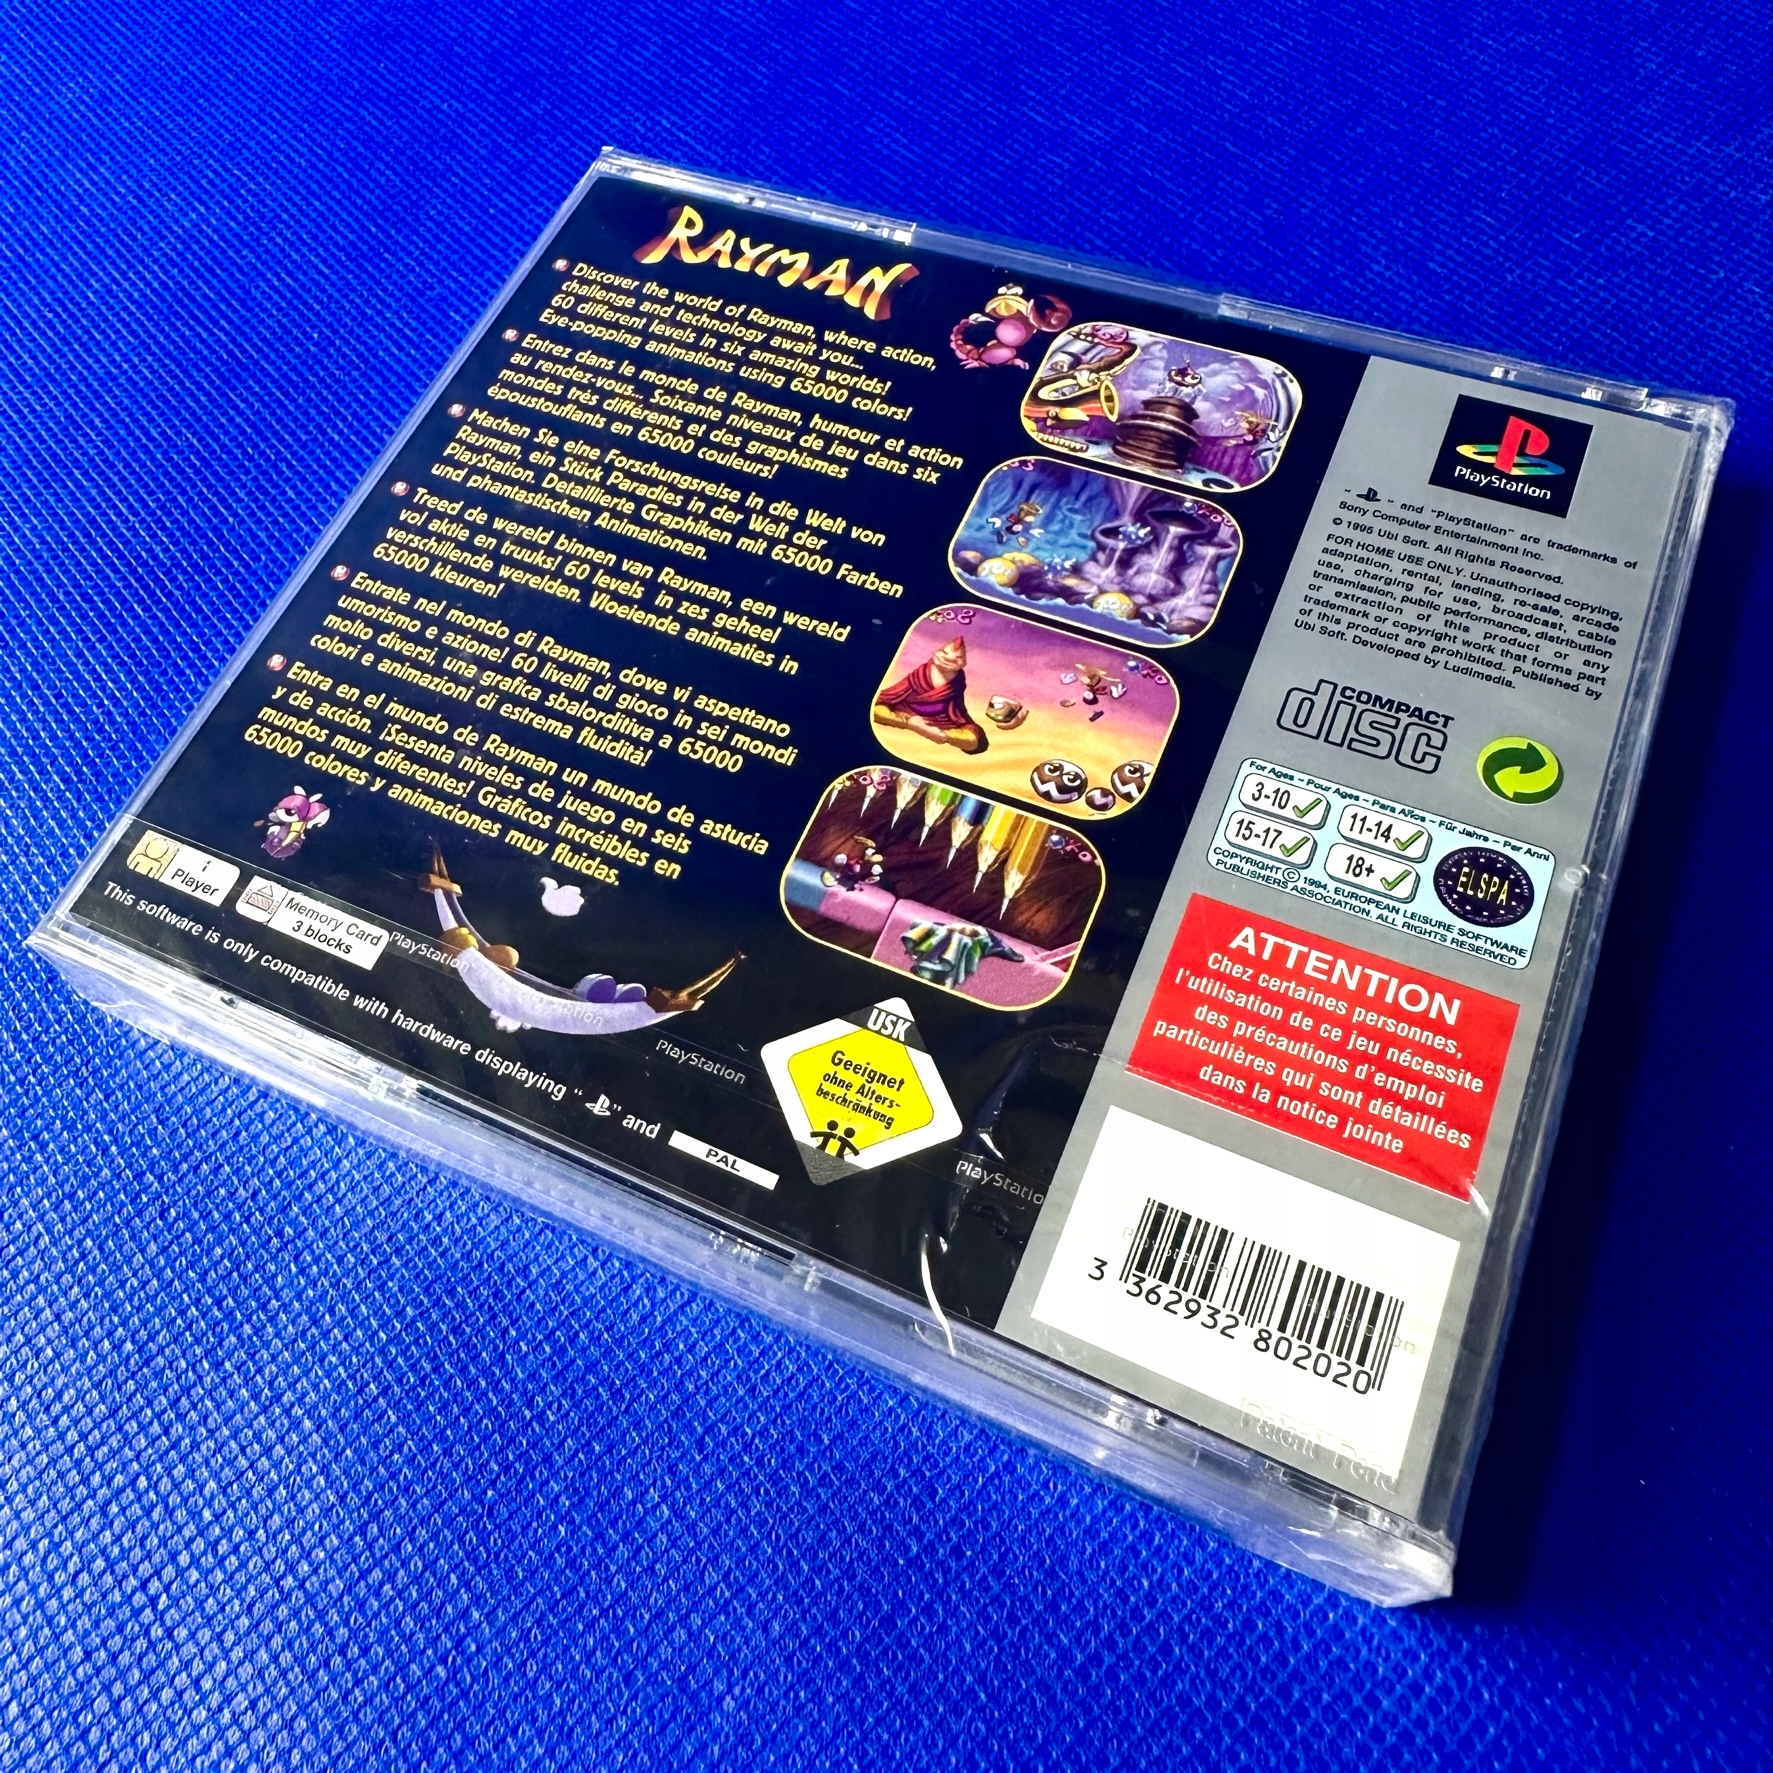 RAYMAN
Discover the world of Rayman, where action,
challenge and technology await you...
60 different levels in six amazing worlds!
Eye-popping animations using 65000 colors!
Entrez dans le monde de Rayman, humour et action
au rendez-vous... Soixante niveaux de jeu dans six
mondes très différents et des graphismes
époustouflants en 65000 couleurs!
Machen Sie eine Forschungsreise in die Welt von
Rayman, ein Stück Paradies in der Welt der
PlayStation. Detaillierte Graphiken mit 65000 Farben
und phantastischen Animationen.
Treed de wereld binnen van Rayman, een wereld
vol aktie en truuks! 60 levels in zes geheel
verschillende werelden. Vloeiende animaties in
65000 kleuren!
Entrate nel mondo di Rayman, dove vi aspettano
umorismo e azione! 60 livelli di gioco in sei mondi
molto diversi, una grafica sbalorditiva a 65000
colori e animazioni di estrema fluidità!
Entra en el mundo de Rayman un mundo de astucia
y de acción. ¡Sesenta niveles de juego en seis
mundos muy diferentes! Gráficos increíbles en
65000 colores y animaciones muy fluidas.
1
Player
Memory Card
3 blocks
PlayStation
PlayStation
PlayStation
This software is only compatible with hardware displaying " " and
PAL
USK
Geeignet
ohne Alters-
beschränkung
PlayStatio
PlayStation
" " and "PlayStation" are trademarks of
Sony Computer Entertainment Inc.
© 1995 Ubi Soft. All Rights Reserved.
FOR HOME USE ONLY. Unauthorised copying,
adaptation, rental, lending, re-sale, arcade
use, charging for use, broadcast, cable
transmission, public performance, distribution
or extraction of this product or any
trademark or copyright work that forms part
of this product are prohibited. Published by
Ubi Soft. Developed by Ludimedia.
COMPACT
disc
For Ages - Pour Ages - Para Años - Für Jahre - Per Anni
3-10
11-14
15-17
18+
ELSPA
COPYRIGHT © 1994, EUROPEAN LEISURE SOFTWARE
PUBLISHERS ASSOCIATION. ALL RIGHTS RESERVED
ATTENTION
Chez certaines personnes,
l'utilisation de ce jeu nécessite
des précautions d'emploi
particulières qui sont détaillées
dans la notice jointe
3 362932 802020